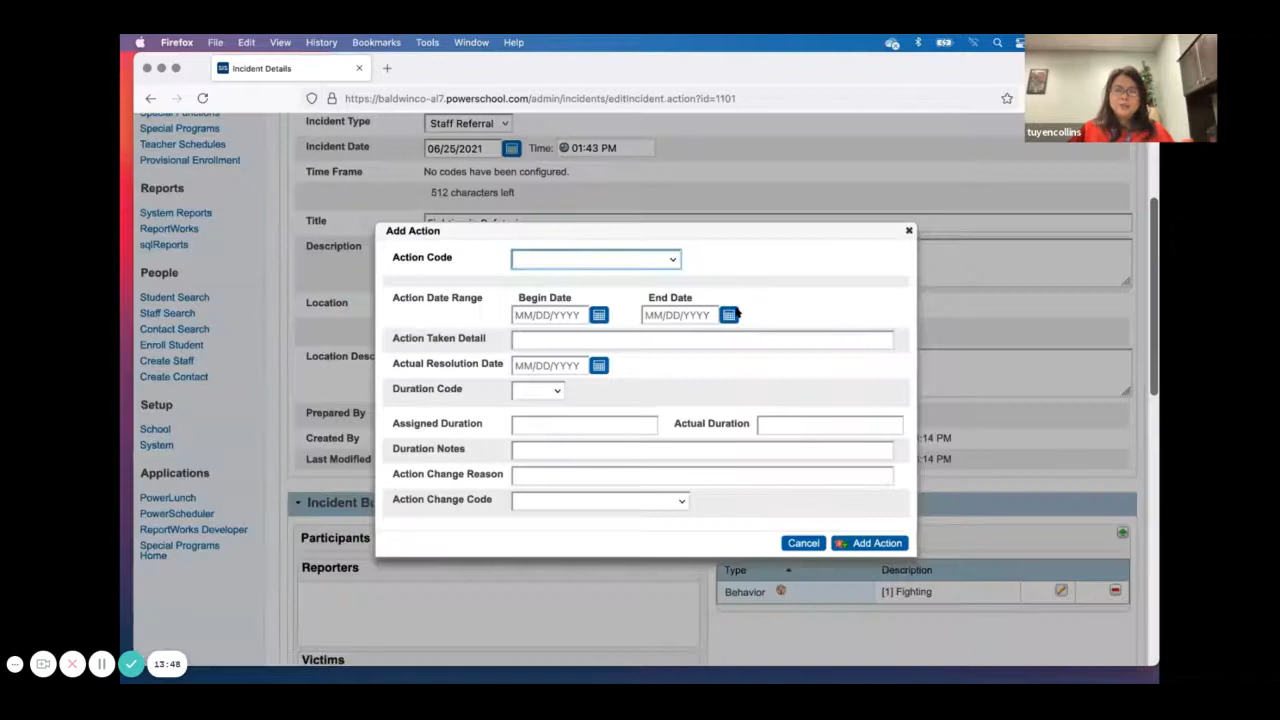 Firefox File Edit View History Bookmarks Tools Window Help
Incident Details
https://baldwinco-al7.powerschool.com/admin/incidents/editIncident.action?id=1101
tuyencollins
Special Programs
Teacher Schedules
Provisional Enrollment
Reports
System Reports
ReportWorks
sqlReports
People
Student Search
Staff Search
Contact Search
Enroll Student
Create Staff
Create Contact
Setup
School
System
Applications
PowerLunch
PowerScheduler
ReportWorks Developer
Special Programs
Home
Incident Type Staff Referral
Incident Date 06/25/2021 Time: 01:43 PM
Time Frame No codes have been configured.
512 characters left
Title
Description
Location
Location Desc
Prepared By
Created By :14 PM
Last Modified :14 PM
Add Action
Action Code
Action Date Range Begin Date End Date
MM/DD/YYYY MM/DD/YYYY
Action Taken Detail
Actual Resolution Date MM/DD/YYYY
Duration Code
Assigned Duration Actual Duration
Duration Notes
Action Change Reason
Action Change Code
Cancel Add Action
Incident Bu
Participants
Reporters
Type Description
Behavior [1] Fighting
Victims
13:48